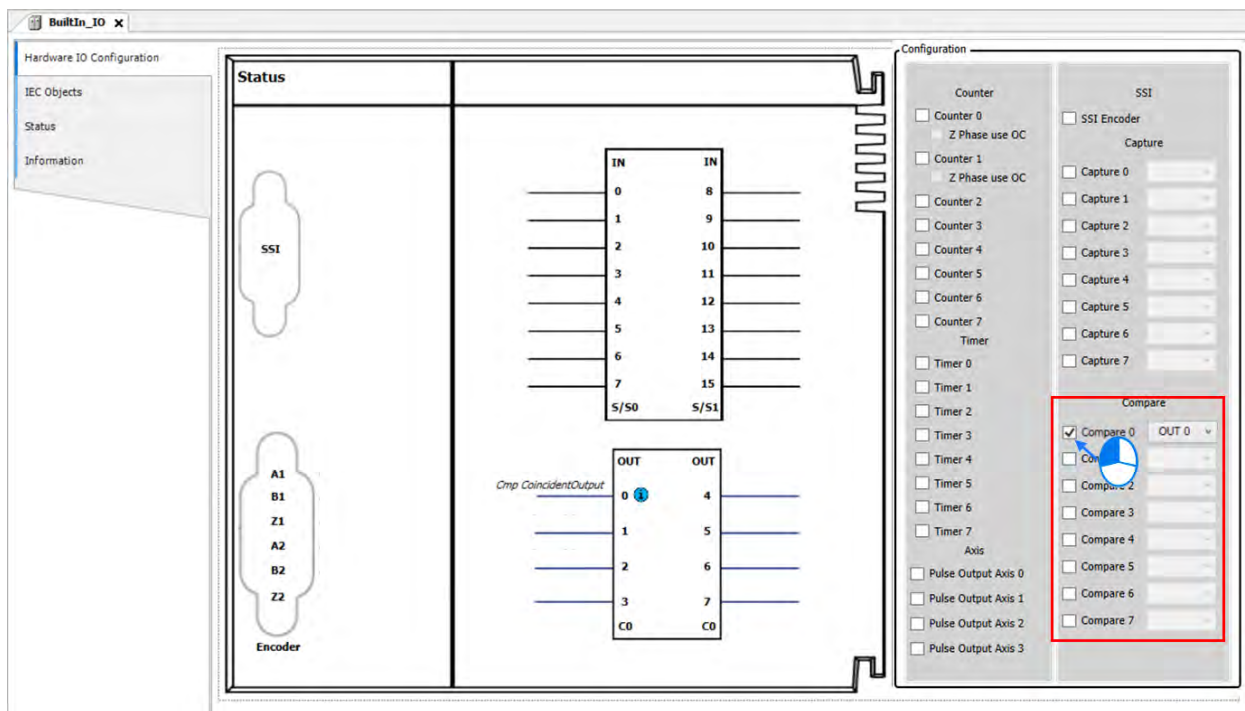 BuiltIn_IO x
Hardware IO Configuration
IEC Objects
Status
Information
Status
SSI
A1
B1
Z1
A2
B2
Z2
Encoder
IN IN
0 8
1 9
2 10
3 11
4 12
5 13
6 14
7 15
S/S0 S/S1
OUT OUT
Cmp CoincidentOutput 0 4
1 5
2 6
3 7
C0 C0
Configuration
Counter
Counter 0
Z Phase use OC
Counter 1
Z Phase use OC
Counter 2
Counter 3
Counter 4
Counter 5
Counter 6
Counter 7
Timer
Timer 0
Timer 1
Timer 2
Timer 3
Timer 4
Timer 5
Timer 6
Timer 7
Axis
Pulse Output Axis 0
Pulse Output Axis 1
Pulse Output Axis 2
Pulse Output Axis 3
SSI
SSI Encoder
Capture
Capture 0
Capture 1
Capture 2
Capture 3
Capture 4
Capture 5
Capture 6
Capture 7
Compare
Compare 0 OUT 0
Compare 2
Compare 3
Compare 4
Compare 5
Compare 6
Compare 7